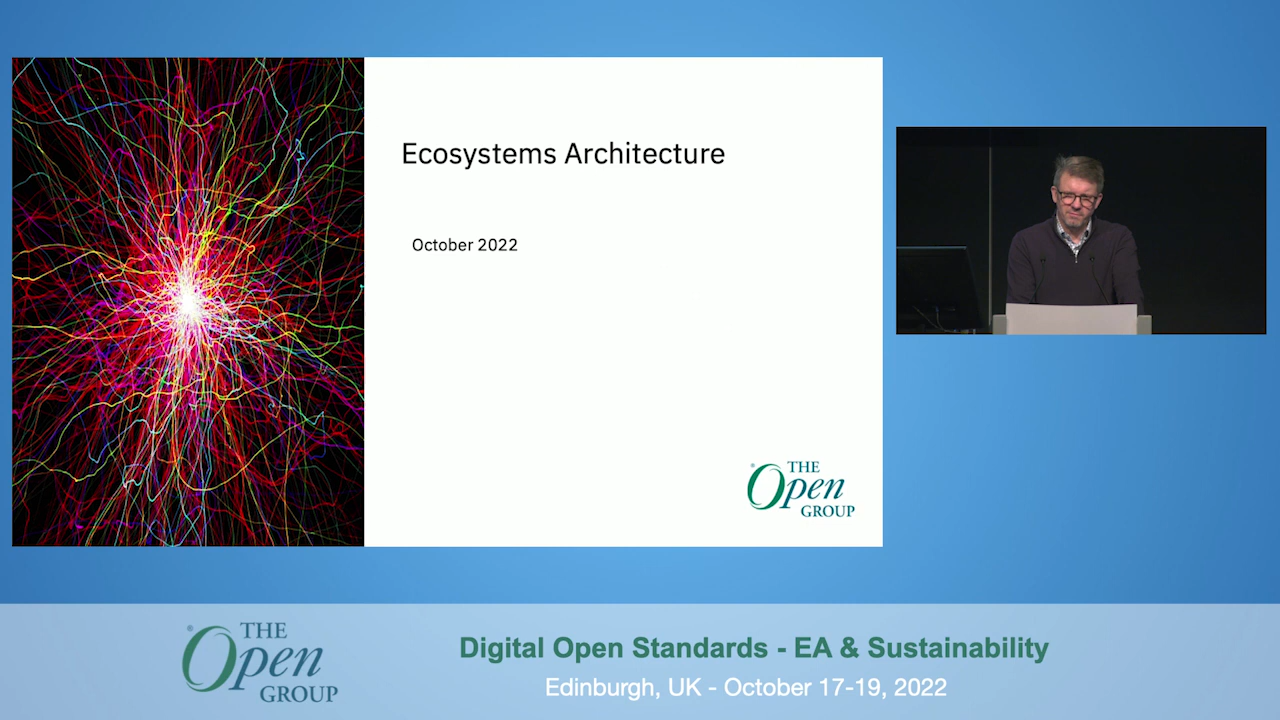 Ecosystems Architecture
October 2022
® THE
Open
GROUP
® THE
Open
GROUP
Digital Open Standards - EA & Sustainability
Edinburgh, UK - October 17-19, 2022